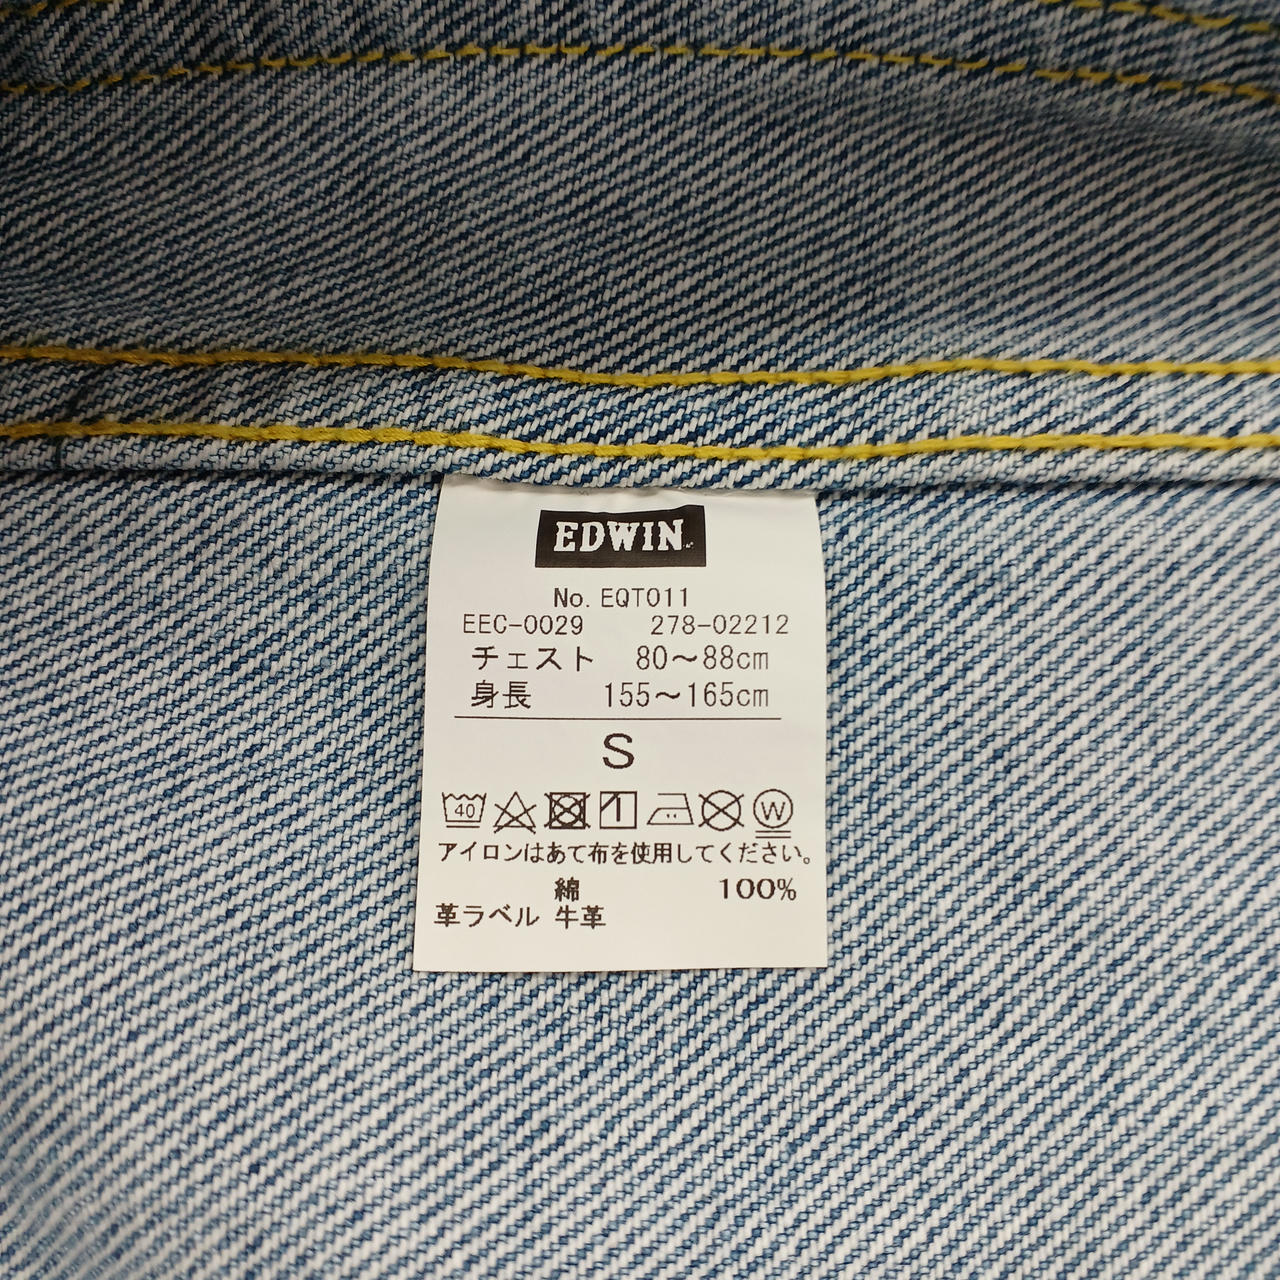 EDWIN
No. EQT011
EEC-0029 278-02212
チェスト 80～88cm
身長 155～165cm
S
40 W
アイロンはあて布を使用してください。
綿 100%
革ラベル 牛革